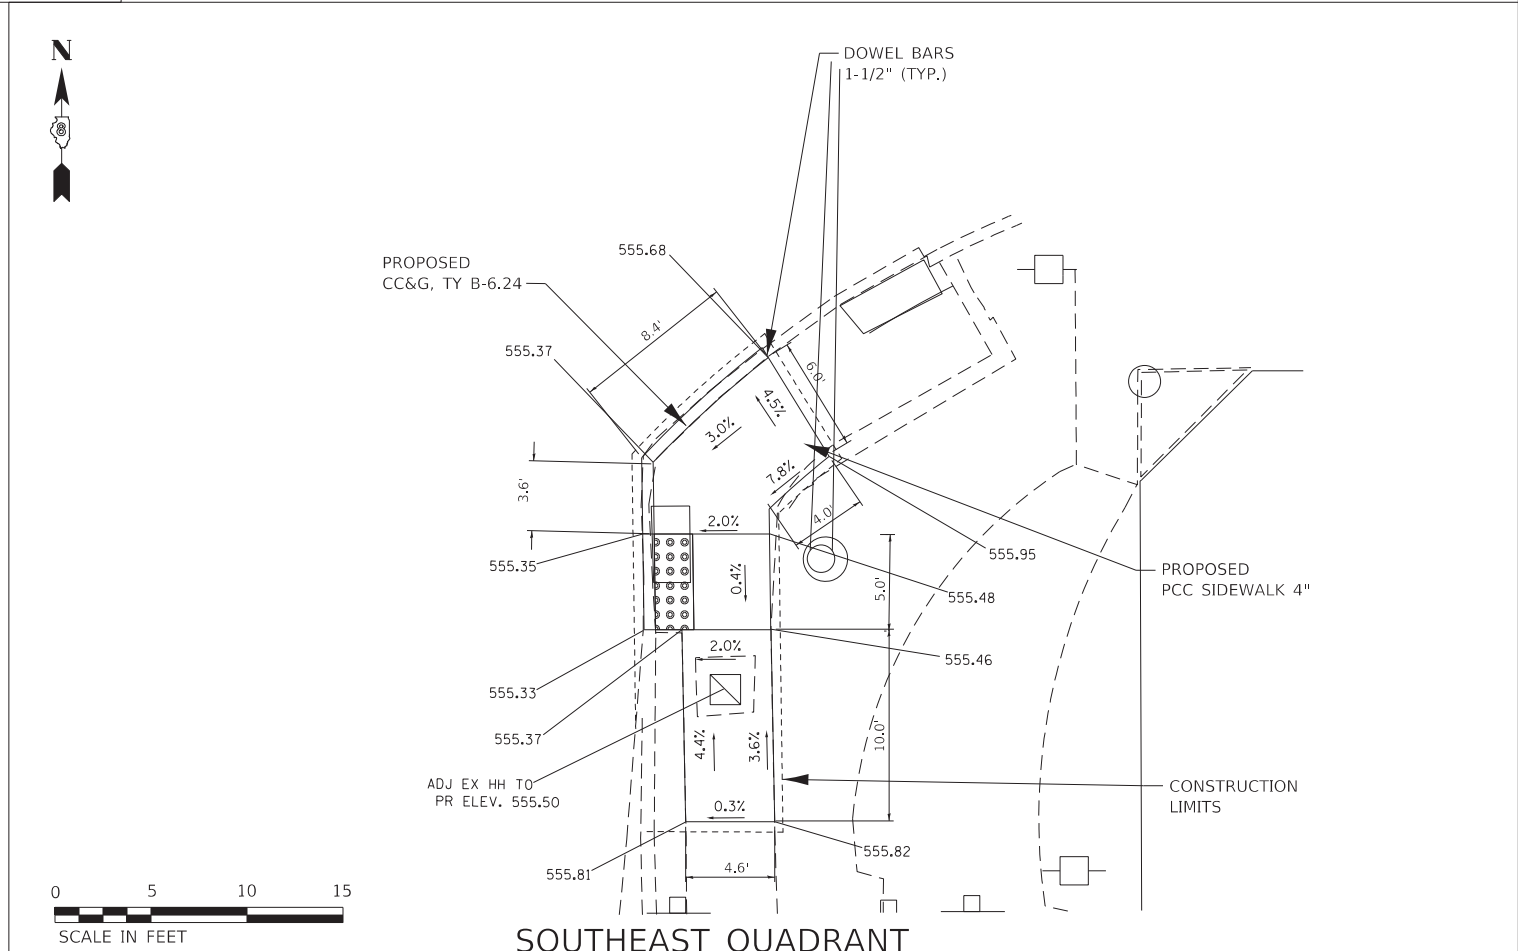 N
8
DOWEL BARS
1-1/2" (TYP.)
PROPOSED
CC&G, TY B-6.24
555.68
8.4'
555.37
6.0'
4.5%
3.0%
7.8%
3.6'
4.0'
2.0%
555.35
555.95
0.4%
5.0'
PROPOSED
PCC SIDEWALK 4"
555.48
2.0%
555.46
555.33
555.37
4.4%
3.6%
10.0'
ADJ EX HH TO
PR ELEV. 555.50
CONSTRUCTION
LIMITS
0.3%
555.82
555.81
4.6'
0 5 10 15
SCALE IN FEET
SOUTHEAST QUADRANT